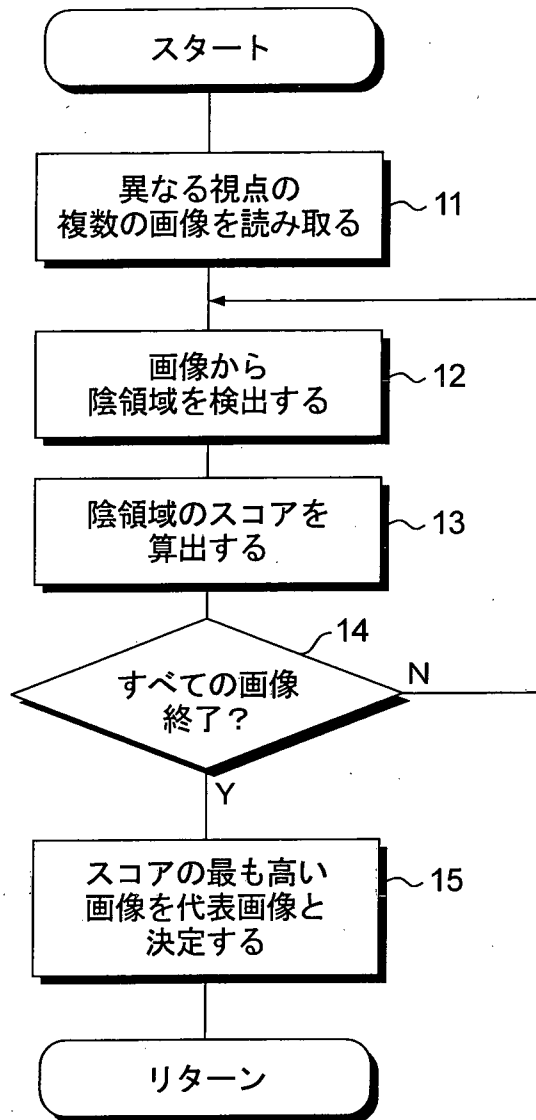 スタート
異なる視点の
複数の画像を読み取る
11
画像から
陰領域を検出する
12
陰領域のスコアを
算出する
13
14
すべての画像
終了？
N
Y
スコアの最も高い
画像を代表画像と
決定する
15
リターン